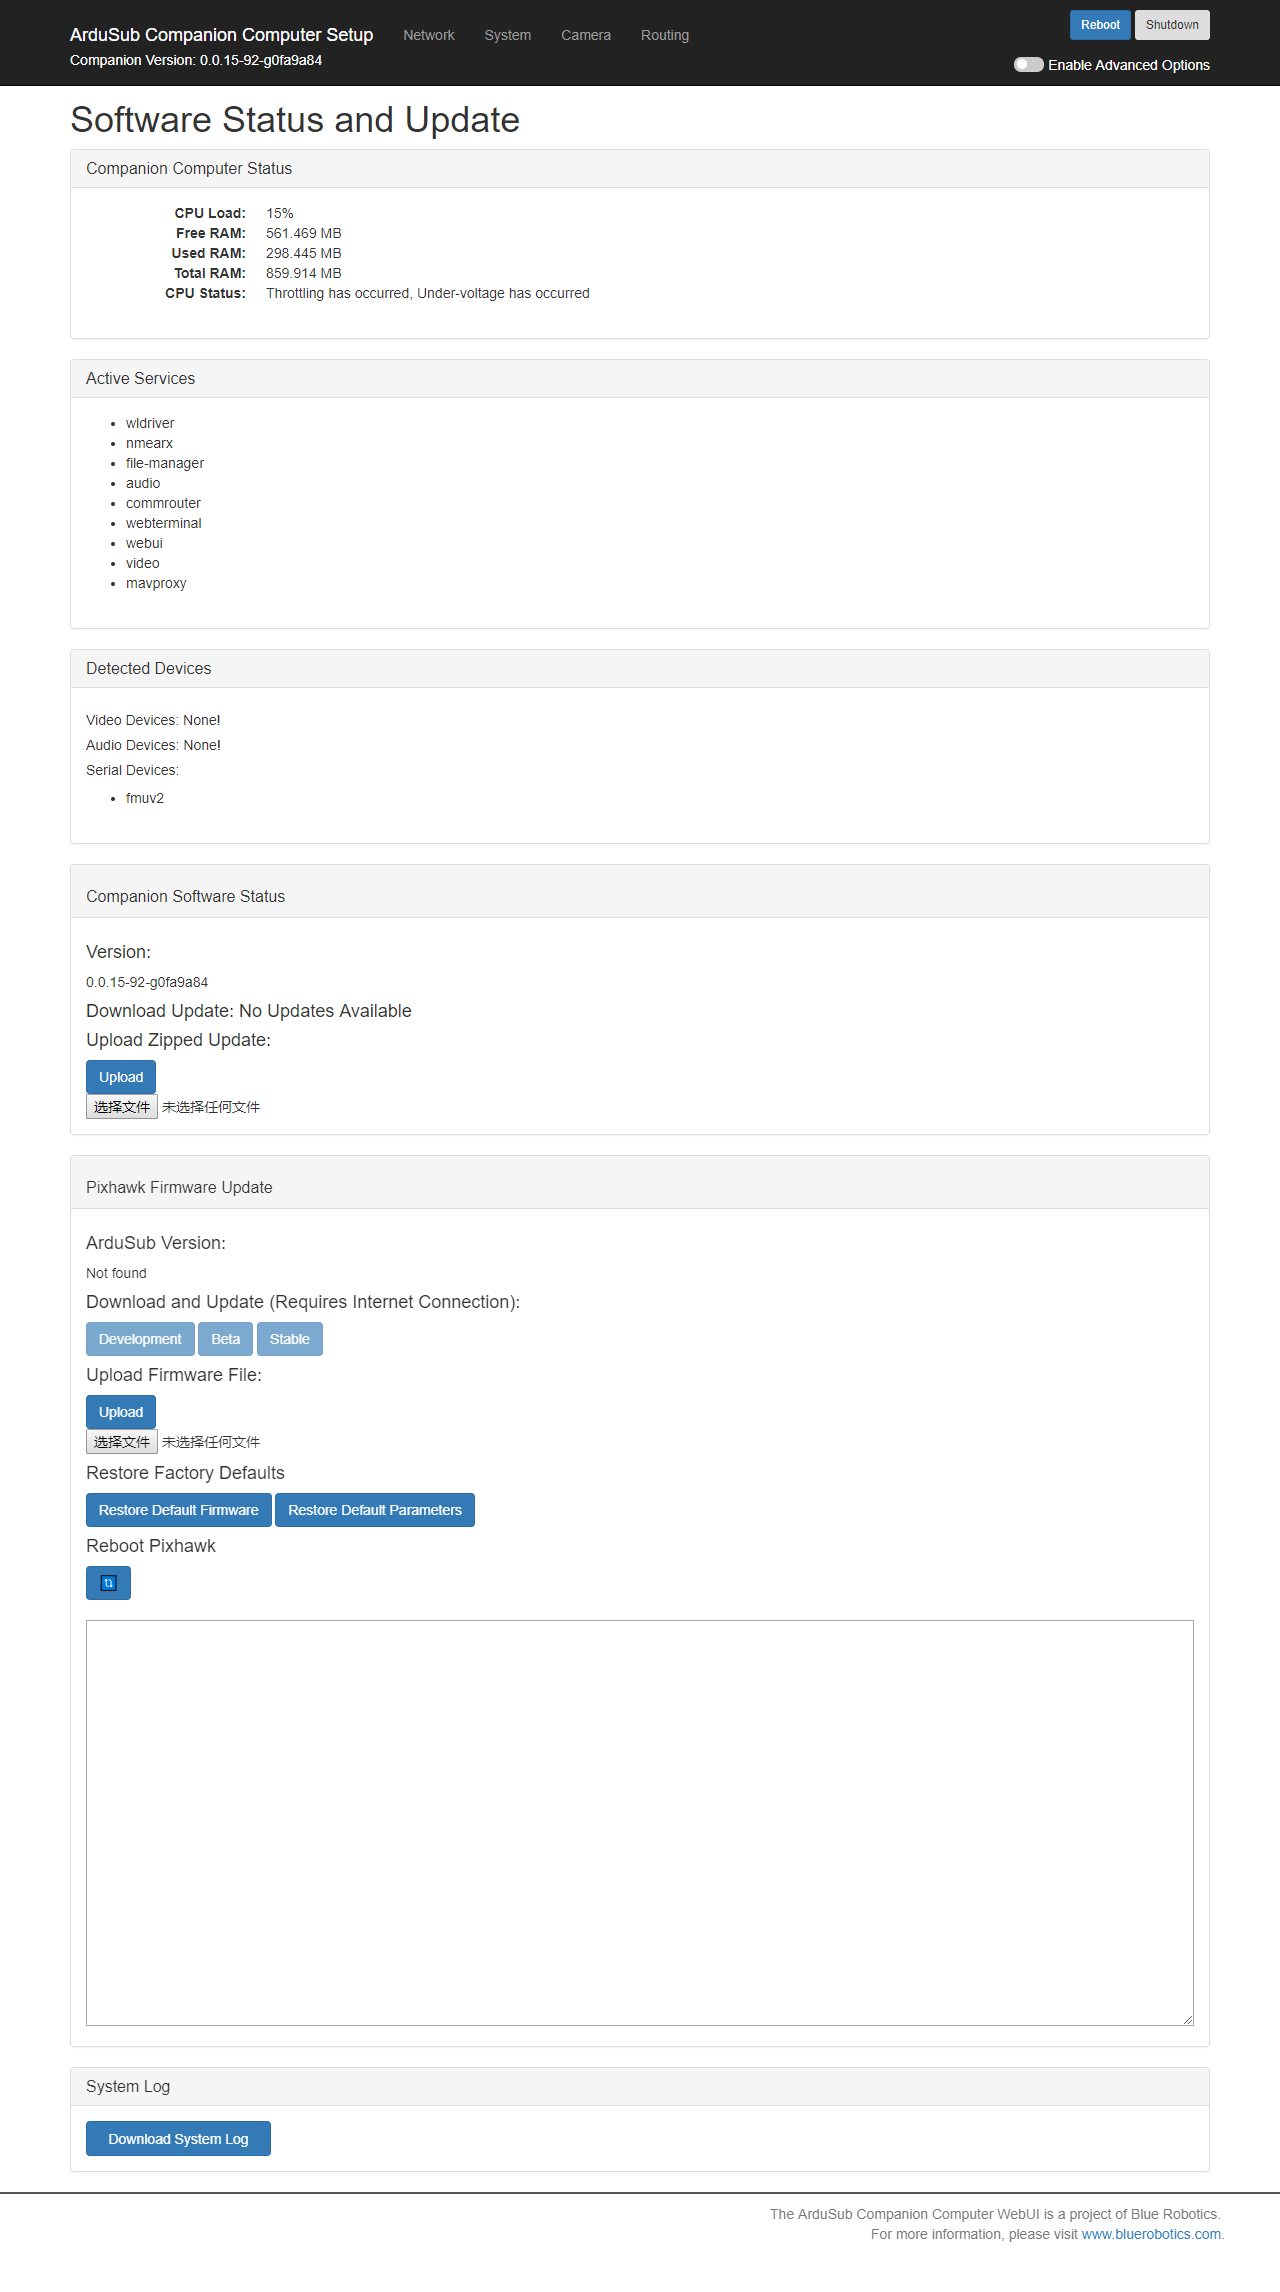 ArduSub Companion Computer Setup Network System Camera Routing Reboot Shutdown
Companion Version: 0.0.15-92-g0fa9a84 Enable Advanced Options
Software Status and Update
Companion Computer Status
CPU Load: 15%
Free RAM: 561.469 MB
Used RAM: 298.445 MB
Total RAM: 859.914 MB
CPU Status: Throttling has occurred, Under-voltage has occurred
Active Services
• wldriver
• nmearx
• file-manager
• audio
• commrouter
• webterminal
• webui
• video
• mavproxy
Detected Devices
Video Devices: None!
Audio Devices: None!
Serial Devices:
• fmuv2
Companion Software Status
Version:
0.0.15-92-g0fa9a84
Download Update: No Updates Available
Upload Zipped Update:
Upload
选择文件 未选择任何文件
Pixhawk Firmware Update
ArduSub Version:
Not found
Download and Update (Requires Internet Connection):
Development Beta Stable
Upload Firmware File:
Upload
选择文件 未选择任何文件
Restore Factory Defaults
Restore Default Firmware Restore Default Parameters
Reboot Pixhawk
System Log
Download System Log
The ArduSub Companion Computer WebUI is a project of Blue Robotics.
For more information, please visit www.bluerobotics.com.